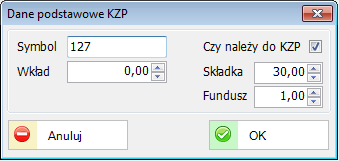 Dane podstawowe KZP
Symbol 127 Czy należy do KZP
Wkład 0,00 Składka 30,00
Fundusz 1,00
Anuluj OK